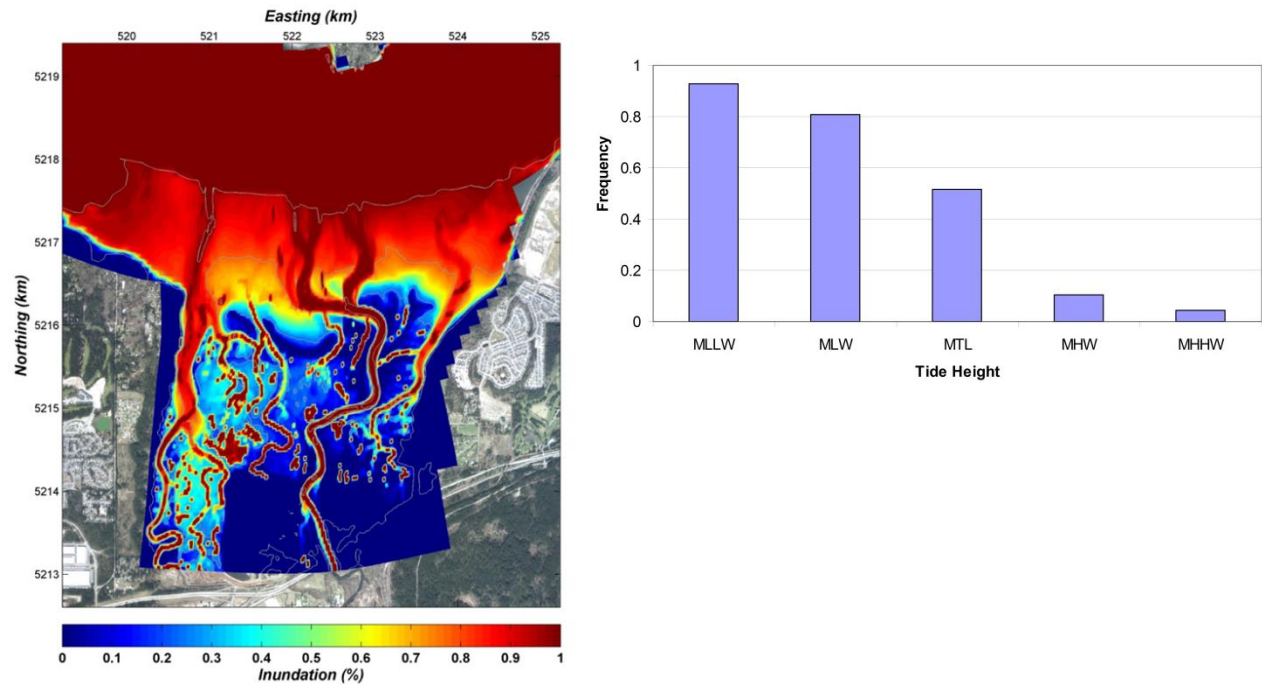 Easting (km)
520 521 522 523 524 525
Northing (km)
5219
5218
5217
5216
5215
5214
5213
0 0.1 0.2 0.3 0.4 0.5 0.6 0.7 0.8 0.9 1
Inundation (%)
Frequency
1
0.8
0.6
0.4
0.2
0
MLLW MLW MTL MHW MHHW
Tide Height